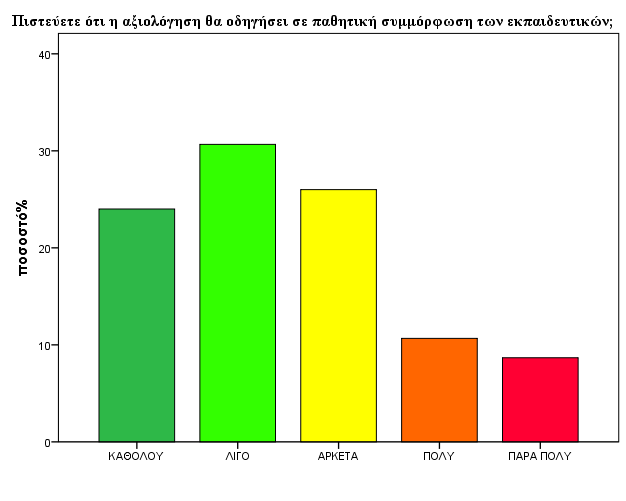 Πιστεύετε ότι η αξιολόγηση θα οδηγήσει σε παθητική συμμόρφωση των εκπαιδευτικών;
40
30
20
10
0
ποσοστό%
ΚΑΘΟΛΟΥ ΛΙΓΟ ΑΡΚΕΤΑ ΠΟΛΥ ΠΑΡΑ ΠΟΛΥ